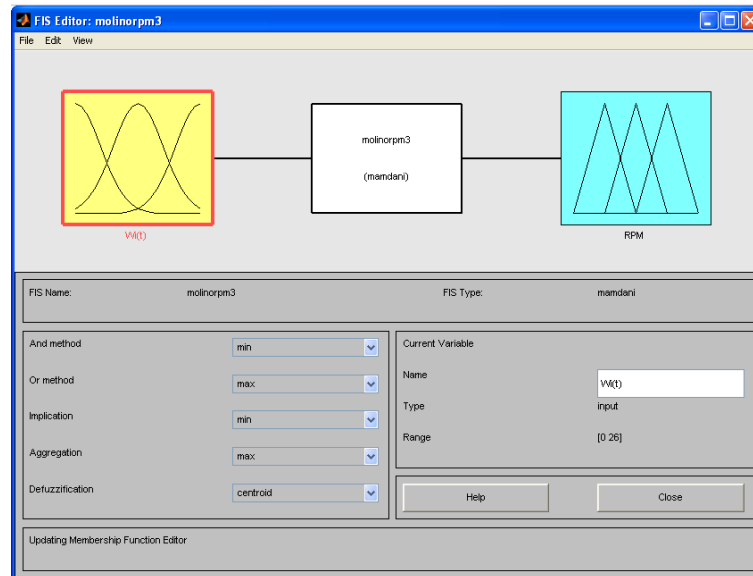 FIS Editor: molinorpm3
File Edit View
molinorpm3
(mamdani)
Wi(t)
RPM
FIS Name: molinorpm3 FIS Type: mamdani
And method min
Or method max
Implication min
Aggregation max
Defuzzification centroid
Current Variable
Name Wi(t)
Type input
Range [0 26]
Help Close
Updating Membership Function Editor